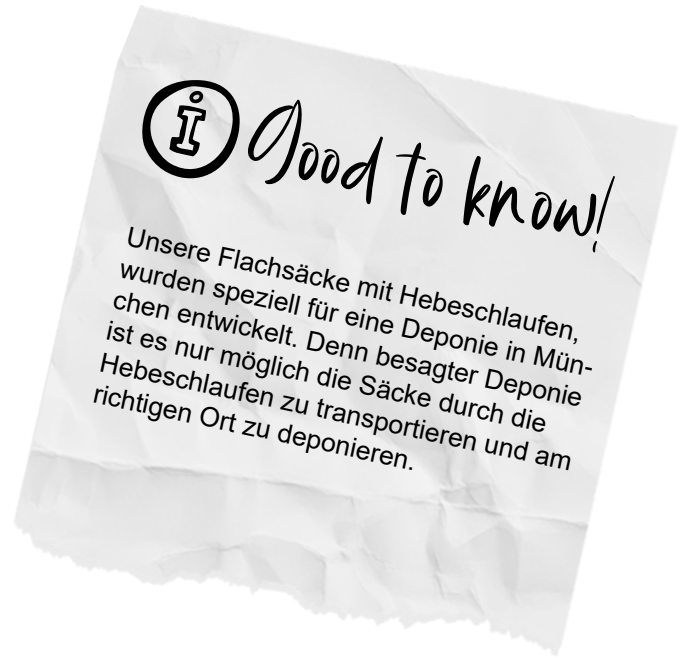 i Good to know!
Unsere Flachsäcke mit Hebeschlaufen,
wurden speziell für eine Deponie in Mün-
chen entwickelt. Denn besagter Deponie
ist es nur möglich die Säcke durch die
Hebeschlaufen zu transportieren und am
richtigen Ort zu deponieren.